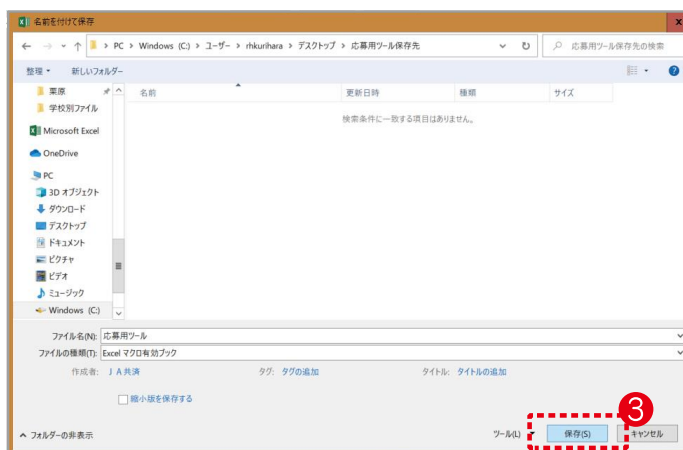 名前を付けて保存
> PC > Windows (C:) > ユーザー > rhkurihara > デスクトップ > 応募用ツール保存先
応募用ツール保存先の検索
整理 新しいフォルダー
名前 更新日時 種類 サイズ
検索条件に一致する項目はありません。
栗原
学校別ファイル
Microsoft Excel
OneDrive
PC
3D オブジェクト
ダウンロード
デスクトップ
ドキュメント
ピクチャ
ビデオ
ミュージック
Windows (C:)
ファイル名(N): 応募用ツール
ファイルの種類(T): Excel マクロ有効ブック
作成者: ＪＡ共済 タグ: タグの追加 タイトル: タイトルの追加
縮小版を保存する
3
フォルダーの非表示 ツール(L) 保存(S) キャンセル